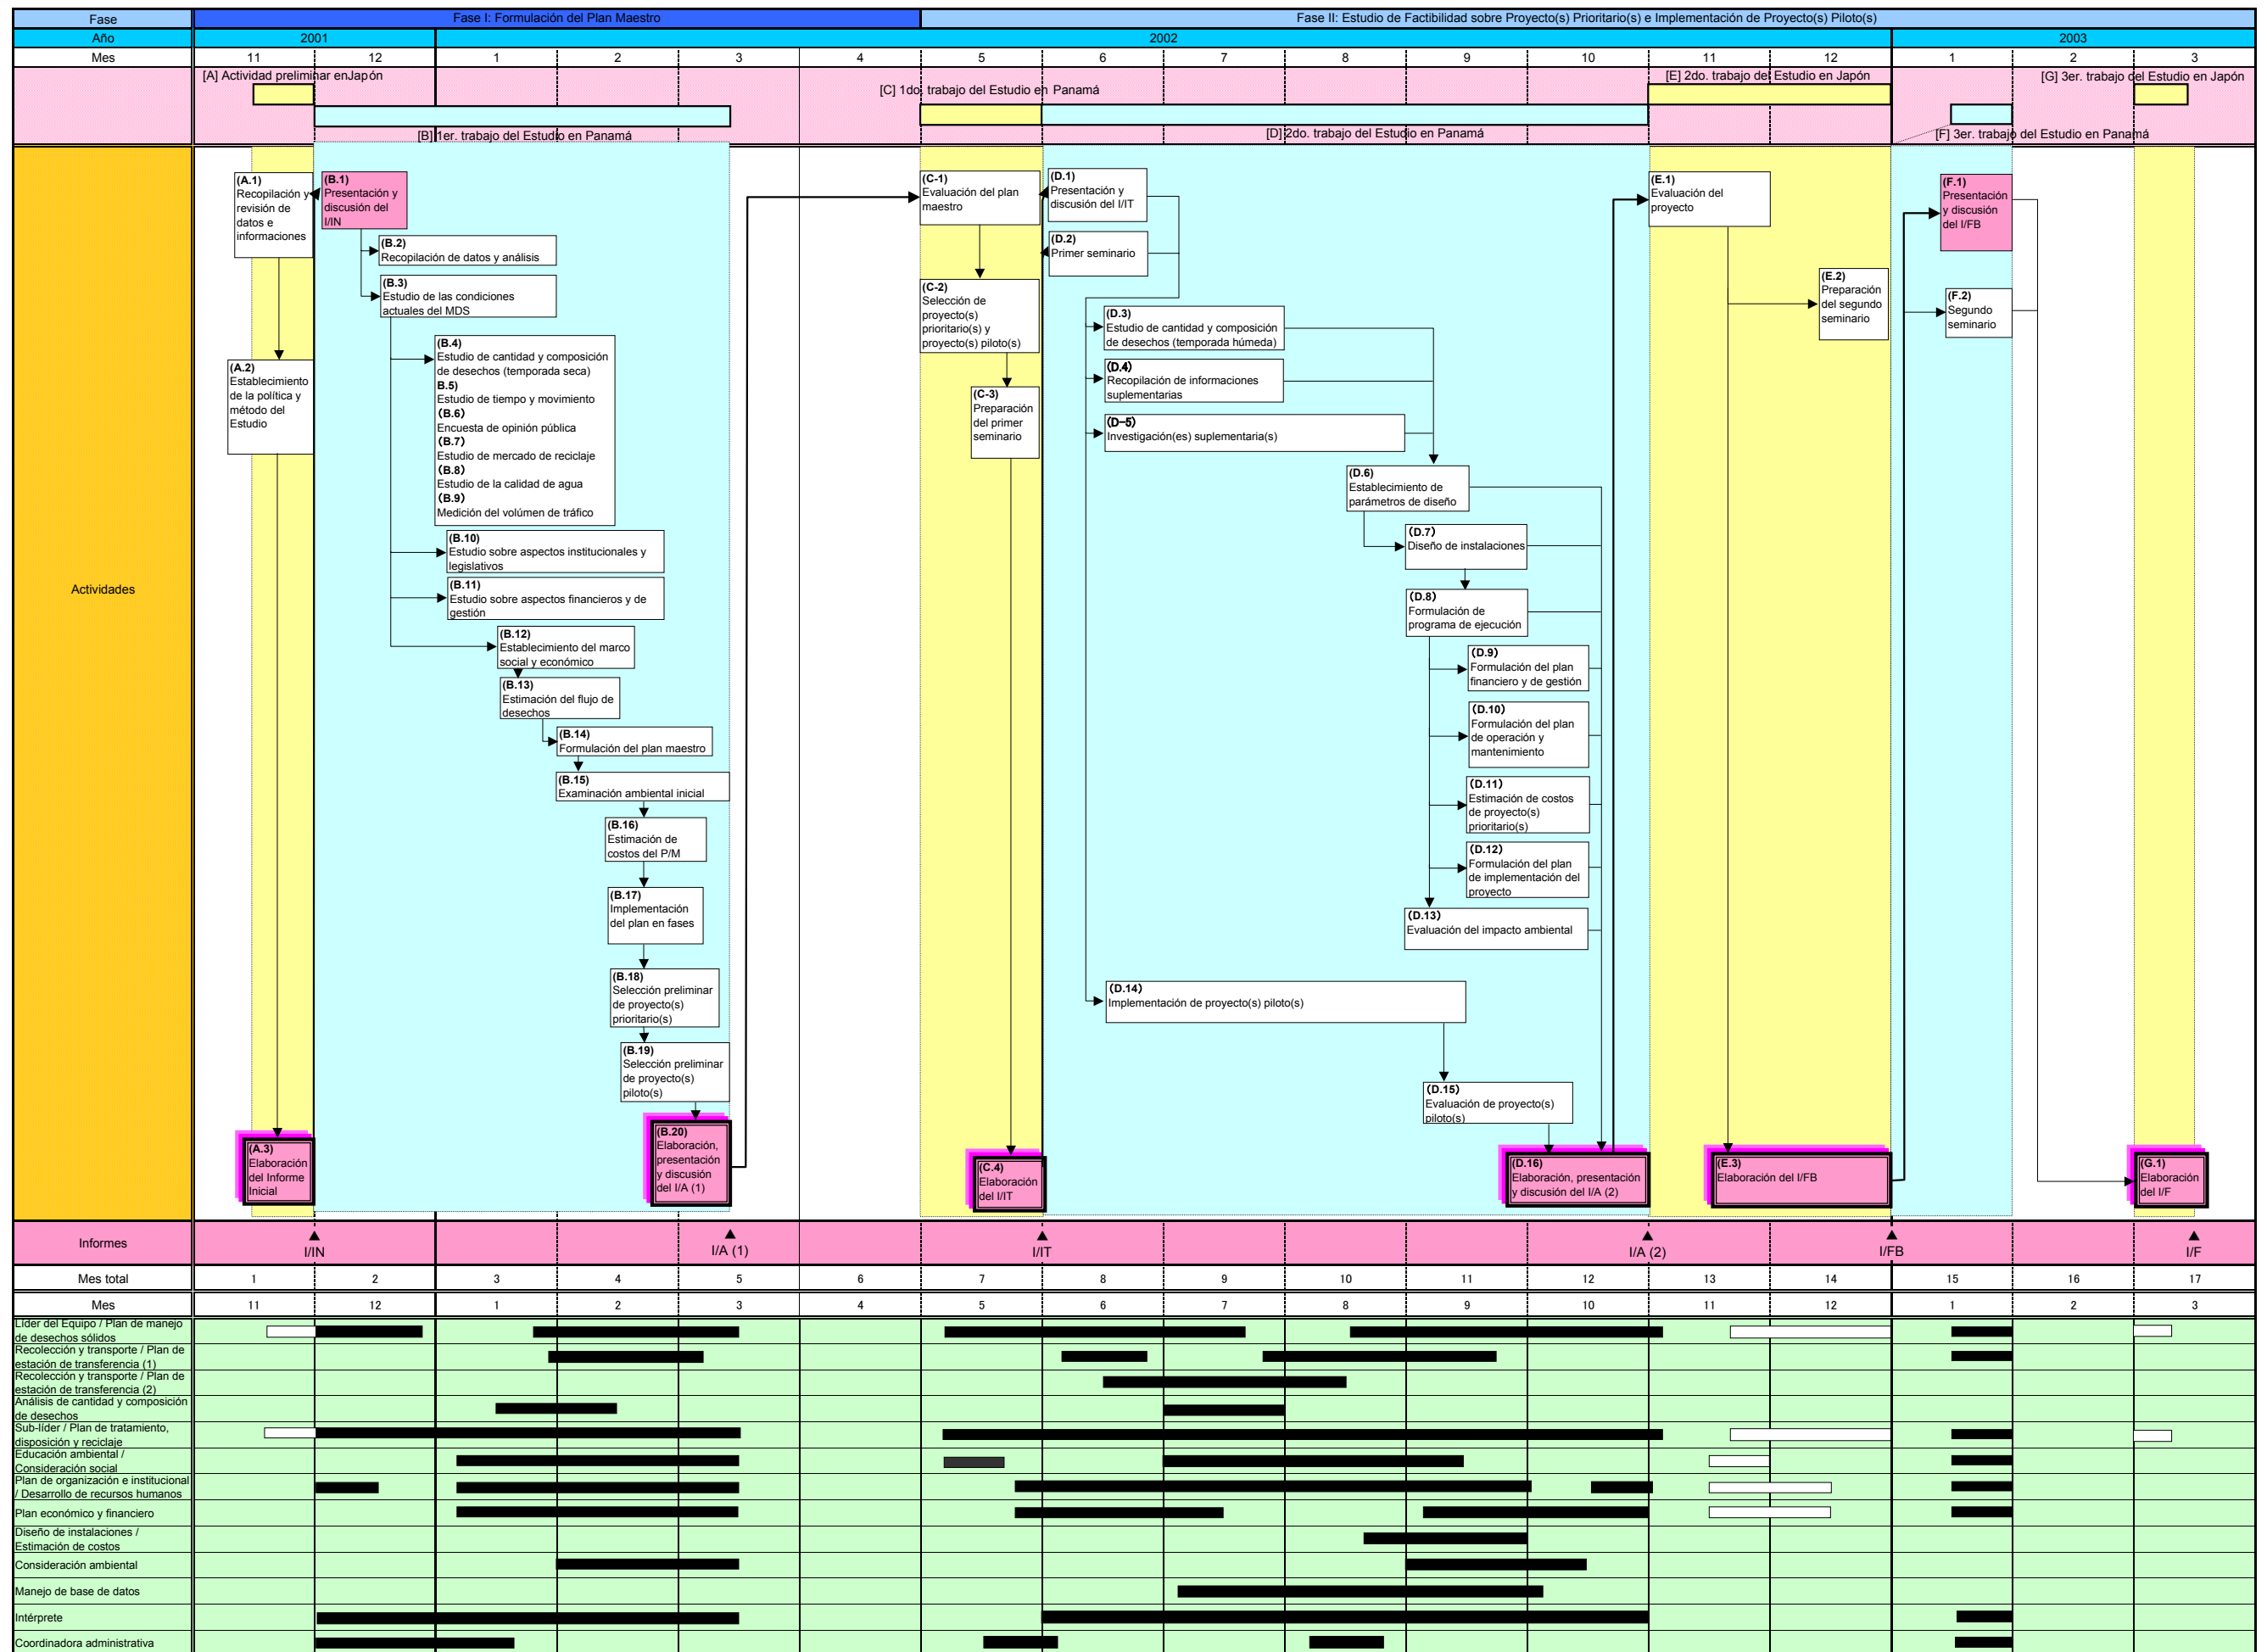 Fase
Fase I: Formulación del Plan Maestro
Fase II: Estudio de Factibilidad sobre Proyecto(s) Prioritario(s) e Implementación de Proyecto(s) Piloto(s)
Año
2001
2002
2003
Mes
11
12
1
2
3
4
5
6
7
8
9
10
11
12
1
2
3
[A] Actividad preliminar enJapón
[B] 1er. trabajo del Estudio en Panamá
[C] 1do. trabajo del Estudio en Panamá
[D] 2do. trabajo del Estudio en Panamá
[E] 2do. trabajo del Estudio en Japón
[F] 3er. trabajo del Estudio en Panamá
[G] 3er. trabajo del Estudio en Japón
Actividades
(A.1)
Recopilación y
revisión de
datos e
informaciones
(A.2)
Establecimiento
de la política y
método del
Estudio
(A.3)
Elaboración
del Informe
Inicial
(B.1)
Presentación y
discusión del
I/IN
(B.2)
Recopilación de datos y análisis
(B.3)
Estudio de las condiciones
actuales del MDS
(B.4)
Estudio de cantidad y composición
de desechos (temporada seca)
B.5)
Estudio de tiempo y movimiento
(B.6)
Encuesta de opinión pública
(B.7)
Estudio de mercado de reciclaje
(B.8)
Estudio de la calidad de agua
(B.9)
Medición del volúmen de tráfico
(B.10)
Estudio sobre aspectos institucionales y
legislativos
(B.11)
Estudio sobre aspectos financieros y de
gestión
(B.12)
Establecimiento del marco
social y económico
(B.13)
Estimación del flujo de
desechos
(B.14)
Formulación del plan maestro
(B.15)
Examinación ambiental inicial
(B.16)
Estimación de
costos del P/M
(B.17)
Implementación
del plan en fases
(B.18)
Selección preliminar
de proyecto(s)
prioritario(s)
(B.19)
Selección preliminar
de proyecto(s)
piloto(s)
(B.20)
Elaboración,
presentación
y discusión
del I/A (1)
(C-1)
Evaluación del plan
maestro
(C-2)
Selección de
proyecto(s)
prioritario(s) y
proyecto(s) piloto(s)
(C-3)
Preparación
del primer
seminario
(C.4)
Elaboración
del I/IT
(D.1)
Presentación y
discusión del I/IT
(D.2)
Primer seminario
(D.3)
Estudio de cantidad y composición
de desechos (temporada húmeda)
(D.4)
Recopilación de informaciones
suplementarias
(D-5)
Investigación(es) suplementaria(s)
(D.6)
Establecimiento de
parámetros de diseño
(D.7)
Diseño de instalaciones
(D.8)
Formulación de
programa de ejecución
(D.9)
Formulación del plan
financiero y de gestión
(D.10)
Formulación del plan
de operación y
mantenimiento
(D.11)
Estimación de costos
de proyecto(s)
prioritario(s)
(D.12)
Formulación del plan
de implementación del
proyecto
(D.13)
Evaluación del impacto ambiental
(D.14)
Implementación de proyecto(s) piloto(s)
(D.15)
Evaluación de proyecto(s)
piloto(s)
(D.16)
Elaboración, presentación
y discusión del I/A (2)
(E.1)
Evaluación del
proyecto
(E.2)
Preparación
del segundo
seminario
(E.3)
Elaboración del I/FB
(F.1)
Presentación
y discusión
del I/FB
(F.2)
Segundo
seminario
(G.1)
Elaboración
del I/F
Informes
I/IN
I/A (1)
I/IT
I/A (2)
I/FB
I/F
Mes total
1
2
3
4
5
6
7
8
9
10
11
12
13
14
15
16
17
Mes
11
12
1
2
3
4
5
6
7
8
9
10
11
12
1
2
3
Líder del Equipo / Plan de manejo
de desechos sólidos
Recolección y transporte / Plan de
estación de transferencia (1)
Recolección y transporte / Plan de
estación de transferencia (2)
Análisis de cantidad y composición
de desechos
Sub-líder / Plan de tratamiento,
disposición y reciclaje
Educación ambiental /
Consideración social
Plan de organización e institucional
/ Desarrollo de recursos humanos
Plan económico y financiero
Diseño de instalaciones /
Estimación de costos
Consideración ambiental
Manejo de base de datos
Intérprete
Coordinadora administrativa